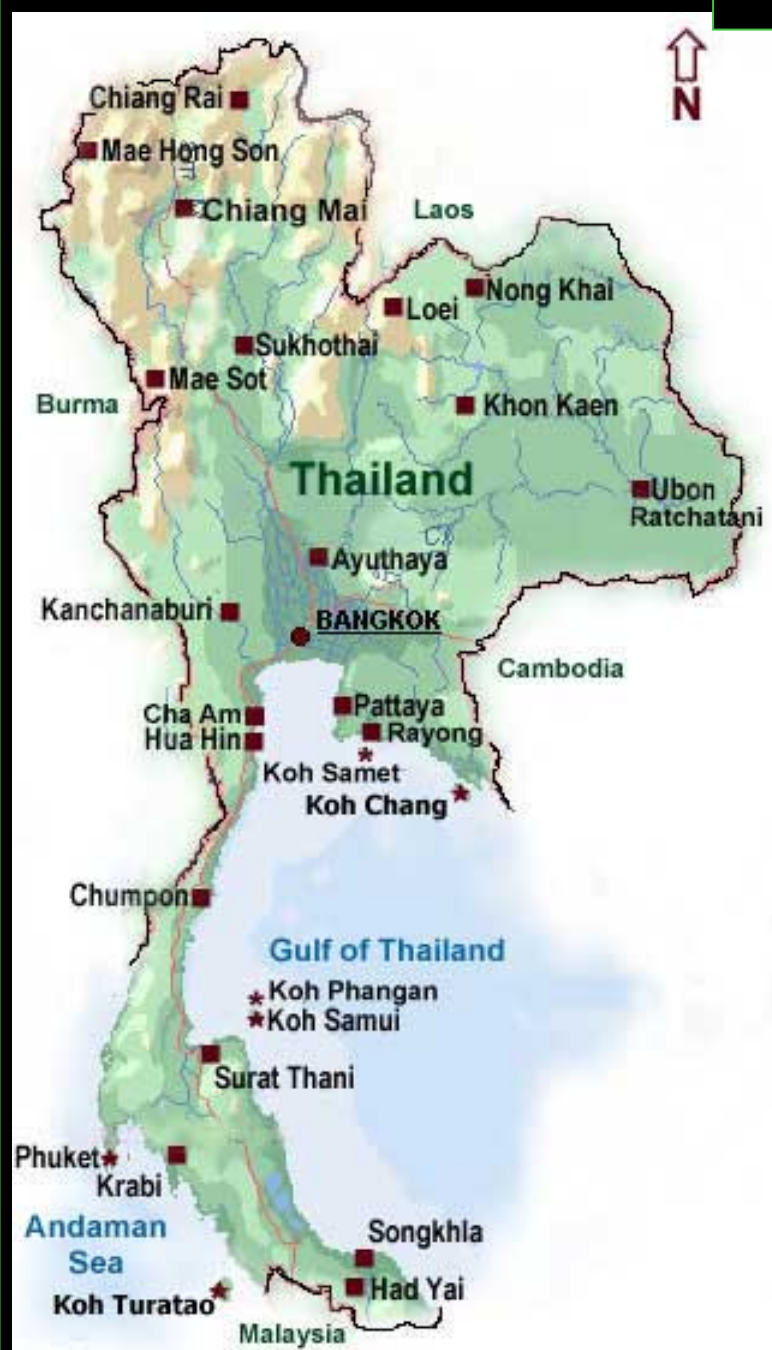 N
Chiang Rai
Mae Hong Son
Chiang Mai
Laos
Nong Khai
Loei
Sukhothai
Mae Sot
Burma
Khon Kaen
Thailand
Ubon
Ratchatani
Ayuthaya
Kanchanaburi
BANGKOK
Cambodia
Pattaya
Cha Am
Rayong
Hua Hin
Koh Samet
Koh Chang
Chumpon
Gulf of Thailand
Koh Phangan
Koh Samui
Surat Thani
Phuket
Krabi
Andaman
Sea
Songkhla
Had Yai
Koh Turatao
Malaysia